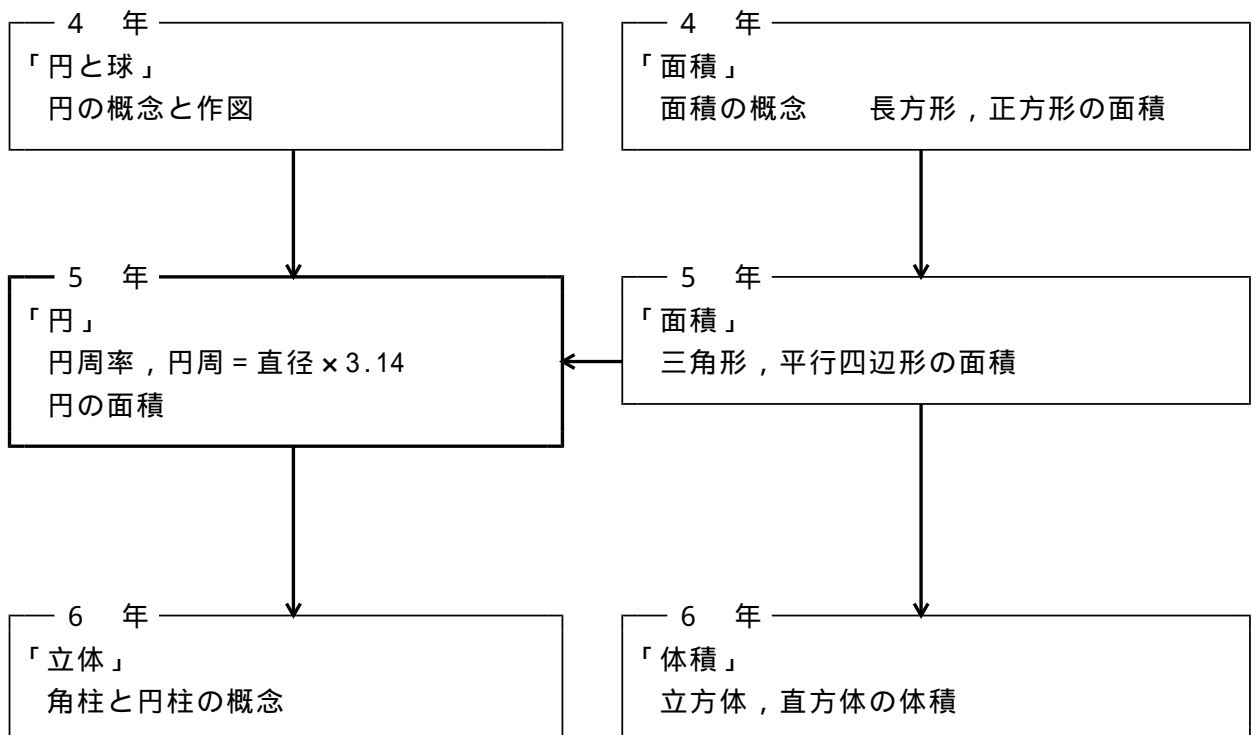 4 年
「円と球」
円の概念と作図
4 年
「面積」
面積の概念　長方形，正方形の面積
5 年
「円」
円周率，円周＝直径×3.14
円の面積
5 年
「面積」
三角形，平行四辺形の面積
6 年
「立体」
角柱と円柱の概念
6 年
「体積」
立方体，直方体の体積